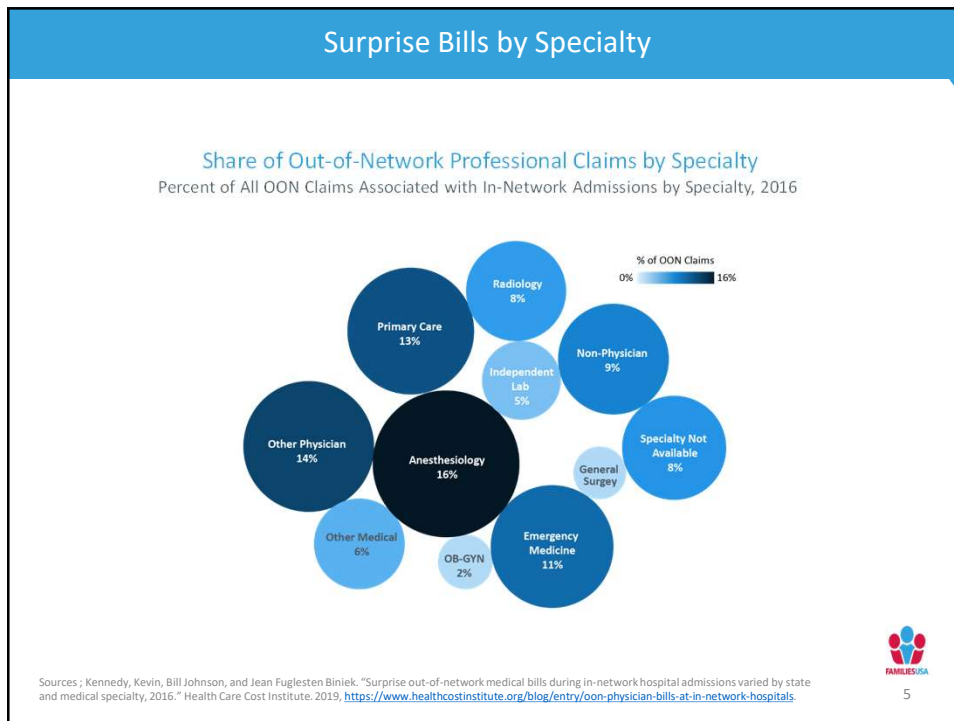 Surprise Bills by Specialty
Share of Out-of-Network Professional Claims by Specialty
Percent of All OON Claims Associated with In-Network Admissions by Specialty, 2016
% of OON Claims
0%
16%
Radiology
8%
Primary Care
13%
Non-Physician
9%
Independent
Lab
5%
Other Physician
14%
Anesthesiology
16%
Specialty Not
Available
8%
General
Surgey
Other Medical
6%
OB-GYN
2%
Emergency
Medicine
11%
FAMILIESUSA
Sources ; Kennedy, Kevin, Bill Johnson, and Jean Fuglesten Biniek. “Surprise out-of-network medical bills during in-network hospital admissions varied by state
and medical specialty, 2016.” Health Care Cost Institute. 2019, https://www.healthcostinstitute.org/blog/entry/oon-physician-bills-at-in-network-hospitals.
5